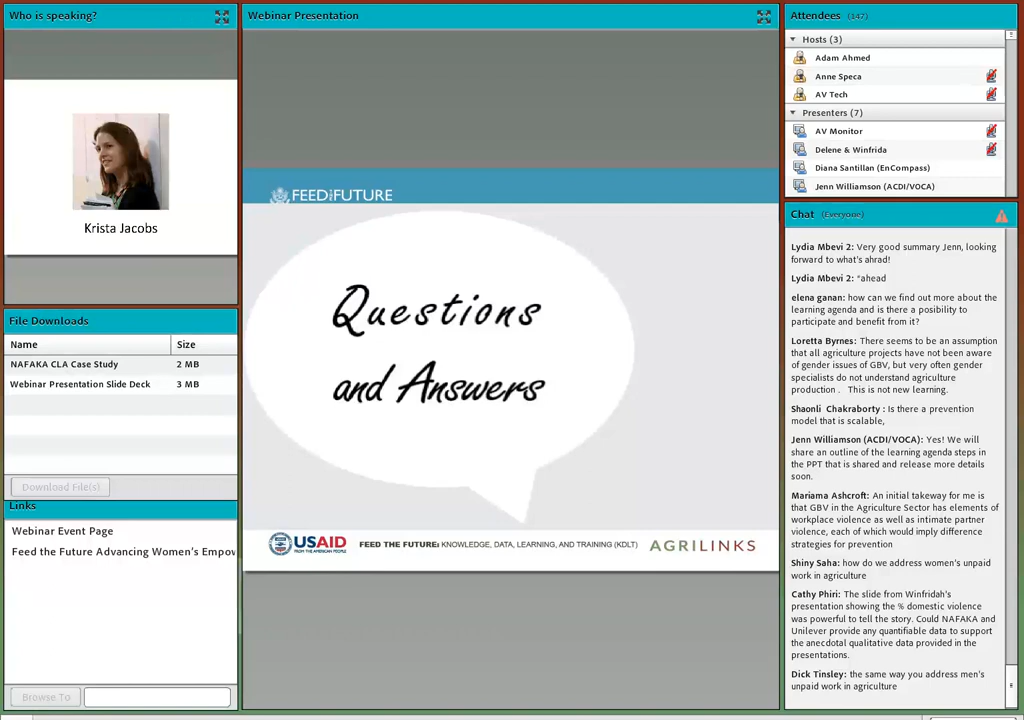 Who is speaking?
Krista Jacobs
File Downloads
Name Size
NAFAKA CLA Case Study 2 MB
Webinar Presentation Slide Deck 3 MB
Download File(s)
Links
Webinar Event Page
Feed the Future Advancing Women's Empow
Browse To
Webinar Presentation
FEED THE FUTURE
Questions
and Answers
USAID
FROM THE AMERICAN PEOPLE
FEED THE FUTURE: KNOWLEDGE, DATA, LEARNING, AND TRAINING (KDLT)
AGRILINKS
Attendees (147)
Hosts (3)
Adam Ahmed
Anne Speca
AV Tech
Presenters (7)
AV Monitor
Delene & Winfrida
Diana Santillan (EnCompass)
Jenn Williamson (ACDI/VOCA)
Chat (Everyone)
Lydia Mbevi 2: Very good summary Jenn, looking
forward to what's ahrad!
Lydia Mbevi 2: *ahead
elena ganan: how can we find out more about the
learning agenda and is there a posibility to
participate and benefit from it?
Loretta Byrnes: There seems to be an assumption
that all agriculture projects have not been aware
of gender issues of GBV, but very often gender
specialists do not understand agriculture
production . This is not new learning.
Shaonli Chakraborty : Is there a prevention
model that is scalable,
Jenn Williamson (ACDI/VOCA): Yes! We will
share an outline of the learning agenda steps in
the PPT that is shared and release more details
soon.
Mariama Ashcroft: An initial takeway for me is
that GBV in the Agriculture Sector has elements of
workplace violence as well as intimate partner
violence, each of which would imply difference
strategies for prevention
Shiny Saha: how do we address women's unpaid
work in agriculture
Cathy Phiri: The slide from Winfridah's
presentation showing the % domestic violence
was powerful to tell the story. Could NAFAKA and
Unilever provide any quantifiable data to support
the anecdotal qualitative data provided in the
presentations.
Dick Tinsley: the same way you address men's
unpaid work in agriculture